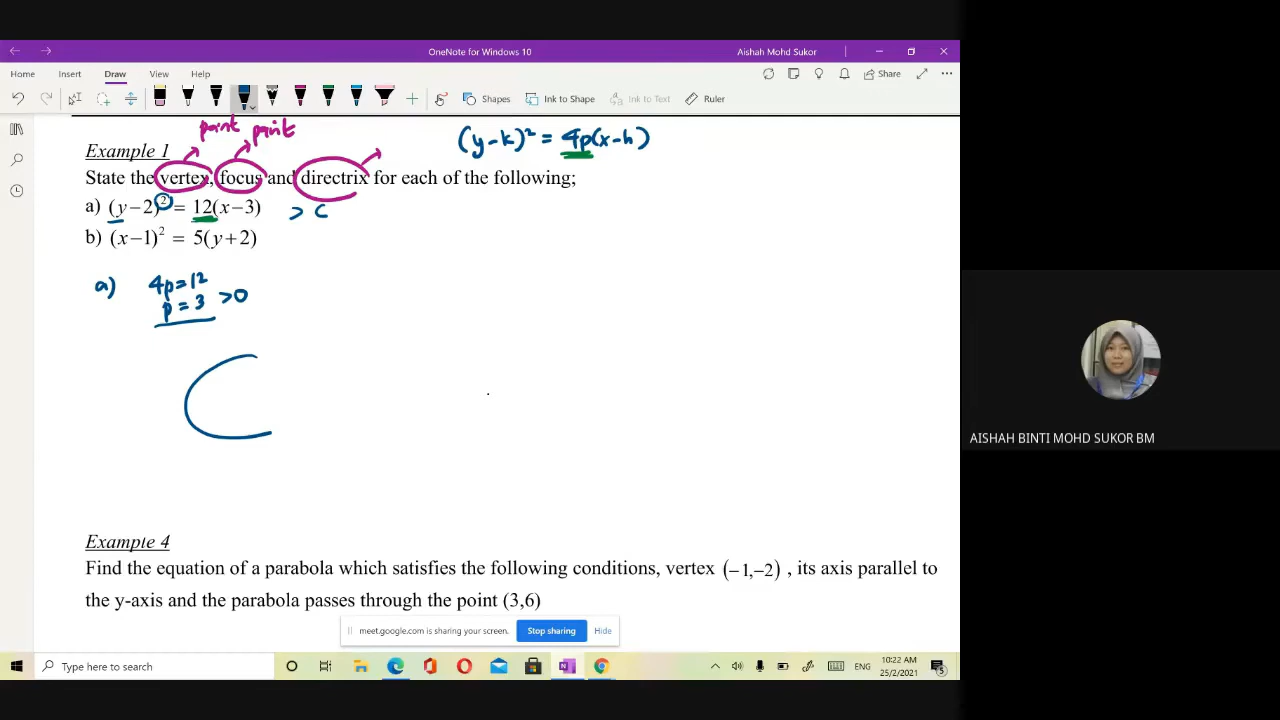 OneNote for Windows 10
Aishah Mohd Sukor
Home Insert Draw View Help
Share
Shapes Ink to Shape Ink to Text Ruler
point point
(y-k)² = 4p(x-h)
Example 1
State the vertex, focus and directrix for each of the following;
a) (y-2)² = 12(x-3) > C
b) (x-1)² = 5(y+2)
a) 4p=12
p=3 >0
Example 4
Find the equation of a parabola which satisfies the following conditions, vertex (-1,-2), its axis parallel to
the y-axis and the parabola passes through the point (3,6)
meet.google.com is sharing your screen. Stop sharing Hide
Type here to search
ENG
10:22 AM
25/2/2021
5
AISHAH BINTI MOHD SUKOR BM